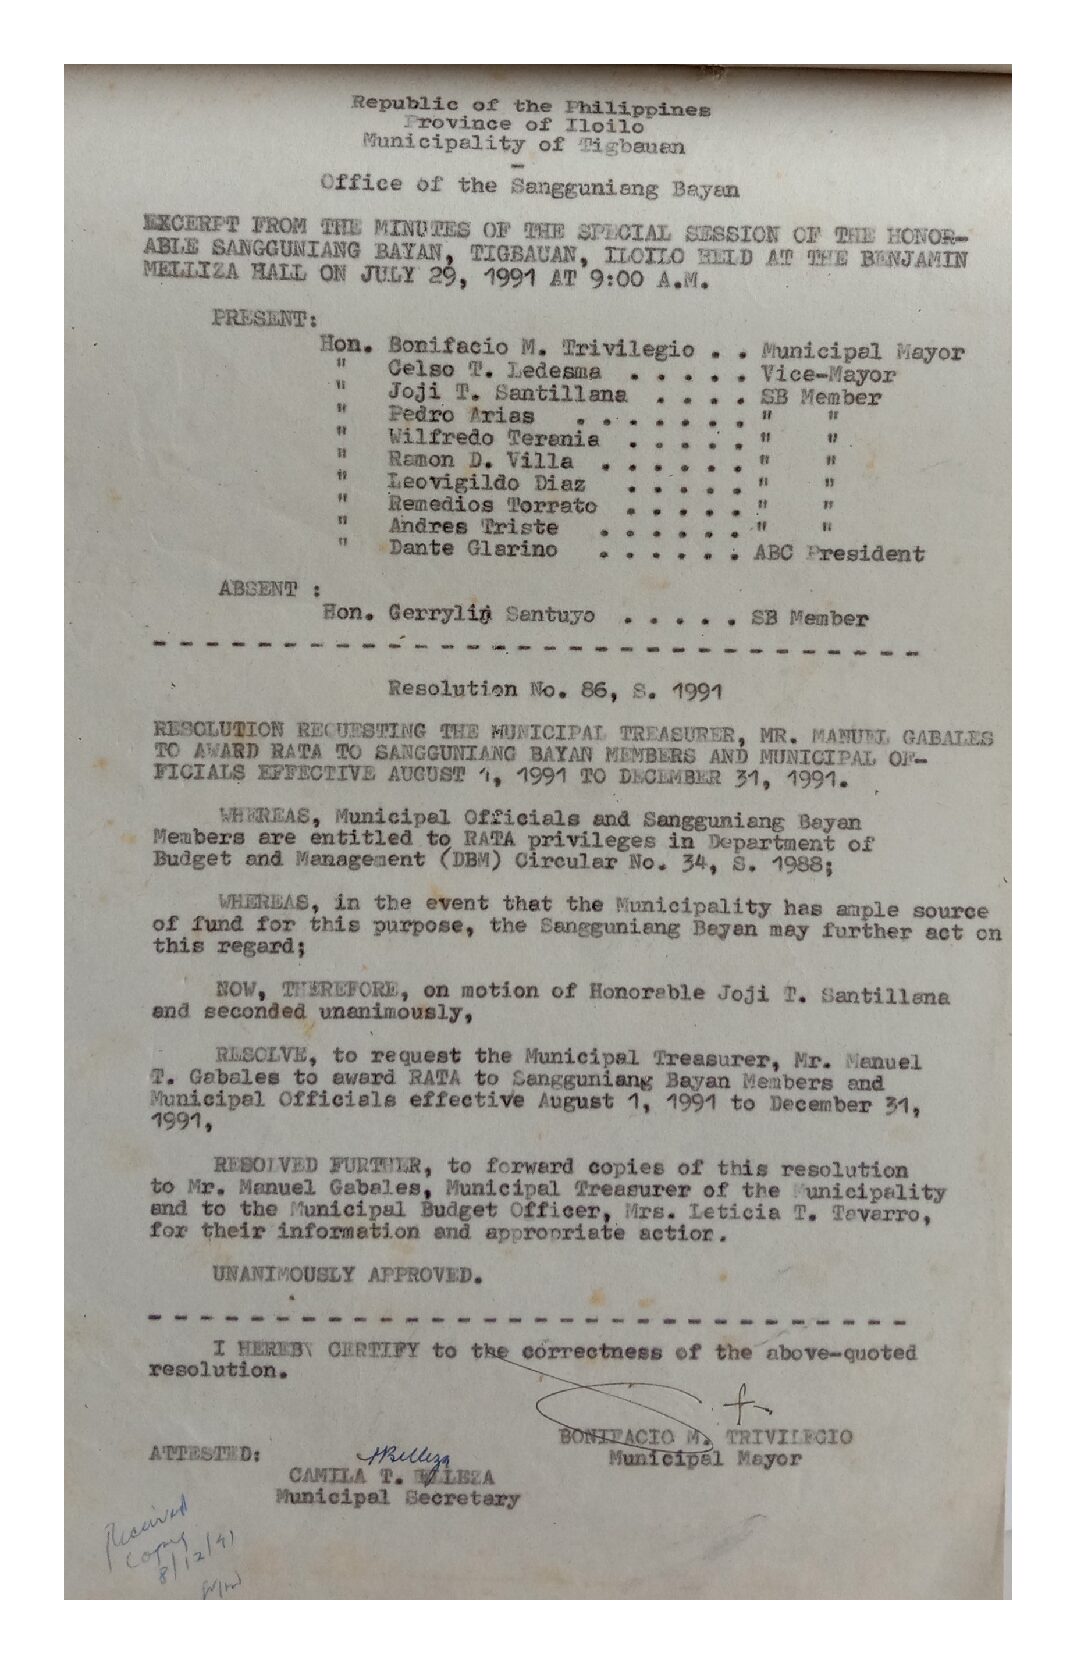 Republic of the Philippines
Province of Iloilo
Municipality of Tigbauan
-
Office of the Sangguniang Bayan
EXCERPT FROM THE MINUTES OF THE SPECIAL SESSION OF THE HONOR-
ABLE SANGGUNIANG BAYAN, TIGBAUAN, ILOILO HELD AT THE BENJAMIN
MELLIZA HALL ON JULY 29, 1991 AT 9:00 A.M.
PRESENT:
Hon. Bonifacio M. Trivilegio . . Municipal Mayor
" Celso T. Ledesma . . . . . Vice-Mayor
" Joji T. Santillana . . . . SB Member
" Pedro Arias . . . . . . . " "
" Wilfredo Terania . . . . . " "
" Ramon D. Villa . . . . . . " "
" Leovigildo Diaz . . . . . " "
" Remedios Torrato . . . . . " "
" Andres Triste . . . . . . " "
" Dante Glarino . . . . . . ABC President
ABSENT :
Hon. Gerrylin Santuyo . . . . . SB Member
- - - - - - - - - - - - - - - - - - - - - - - - - - - - - -
Resolution No. 86, S. 1991
RESOLUTION REQUESTING THE MUNICIPAL TREASURER, MR. MANUEL GABALES
TO AWARD RATA TO SANGGUNIANG BAYAN MEMBERS AND MUNICIPAL OF-
FICIALS EFFECTIVE AUGUST 1, 1991 TO DECEMBER 31, 1991.
WHEREAS, Municipal Officials and Sangguniang Bayan
Members are entitled to RATA privileges in Department of
Budget and Management (DBM) Circular No. 34, S. 1988;
WHEREAS, in the event that the Municipality has ample source
of fund for this purpose, the Sangguniang Bayan may further act on
this regard;
NOW, THEREFORE, on motion of Honorable Joji T. Santillana
and seconded unanimously,
RESOLVE, to request the Municipal Treasurer, Mr. Manuel
T. Gabales to award RATA to Sangguniang Bayan Members and
Municipal Officials effective August 1, 1991 to December 31,
1991,
RESOLVED FURTHER, to forward copies of this resolution
to Mr. Manuel Gabales, Municipal Treasurer of the Municipality
and to the Municipal Budget Officer, Mrs. Leticia T. Tavarro,
for their information and appropriate action.
UNANIMOUSLY APPROVED.
- - - - - - - - - - - - - - - - - - - - - - - - - - - - - -
I HEREBY CERTIFY to the correctness of the above-quoted
resolution.
BONIFACIO M. TRIVILEGIO
Municipal Mayor
ATTESTED:
CAMILA T. BELLEZA
Municipal Secretary
Received
Copy
8/12/91